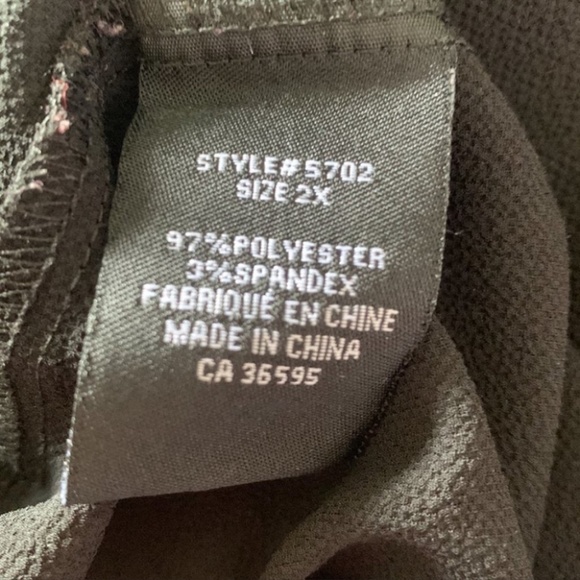 STYLE#5702
SIZE 2X
97%POLYESTER
3%SPANDEX
FABRIQUÉ EN CHINE
MADE IN CHINA
CA 36595